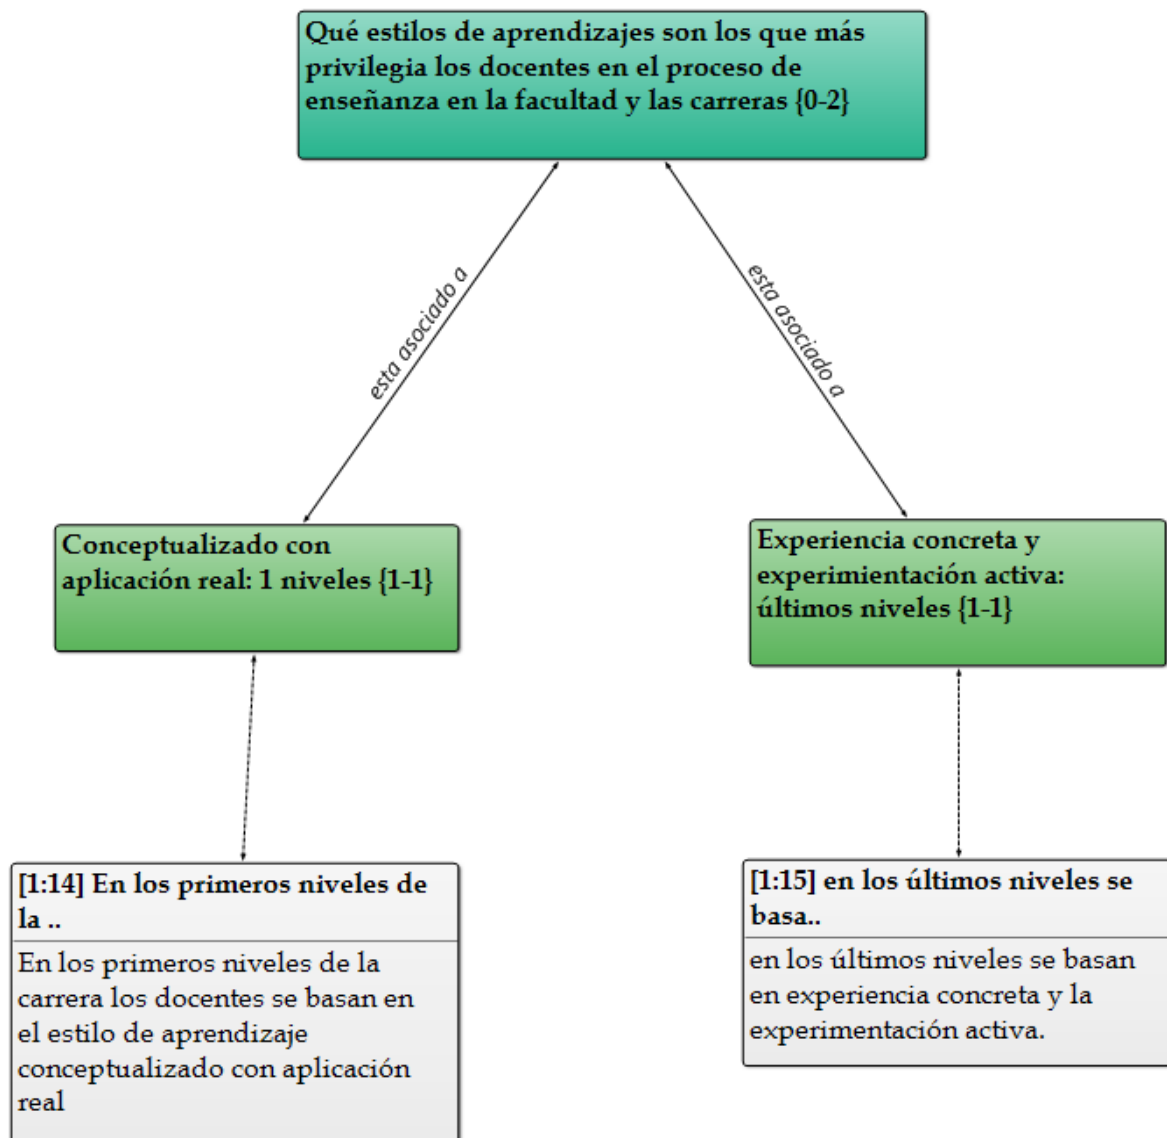 Qué estilos de aprendizajes son los que más
privilegia los docentes en el proceso de
enseñanza en la facultad y las carreras {0-2}
esta asociado a
esta asociado a
Conceptualizado con
aplicación real: 1 niveles {1-1}
Experiencia concreta y
experimientación activa:
últimos niveles {1-1}
[1:14] En los primeros niveles de
la ..
En los primeros niveles de la
carrera los docentes se basan en
el estilo de aprendizaje
conceptualizado con aplicación
real
[1:15] en los últimos niveles se
basa..
en los últimos niveles se basan
en experiencia concreta y la
experimentación activa.